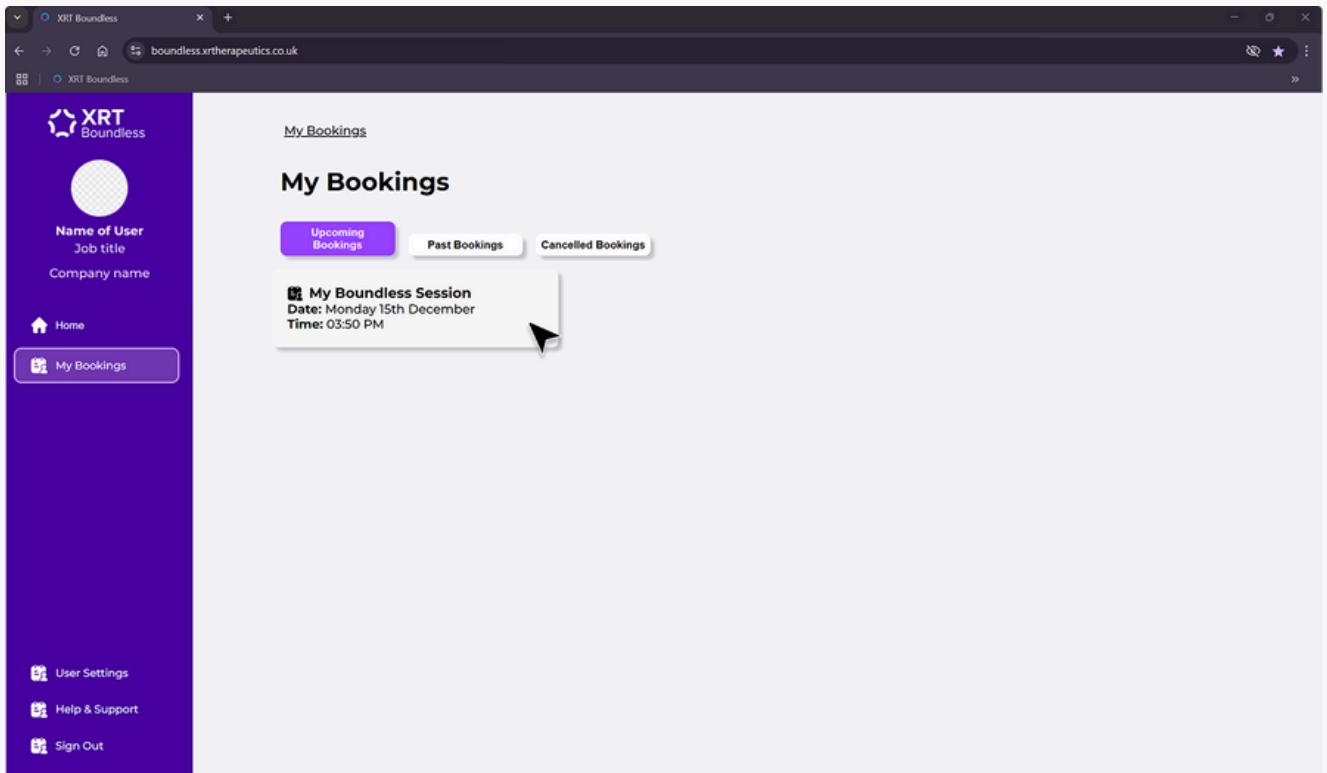 XRT Boundless
boundless.xrtherapeutics.co.uk
XRT Boundless
XRT
Boundless
Name of User
Job title
Company name
Home
My Bookings
User Settings
Help & Support
Sign Out
My Bookings
My Bookings
Upcoming
Bookings
Past Bookings
Cancelled Bookings
My Boundless Session
Date: Monday 15th December
Time: 03:50 PM